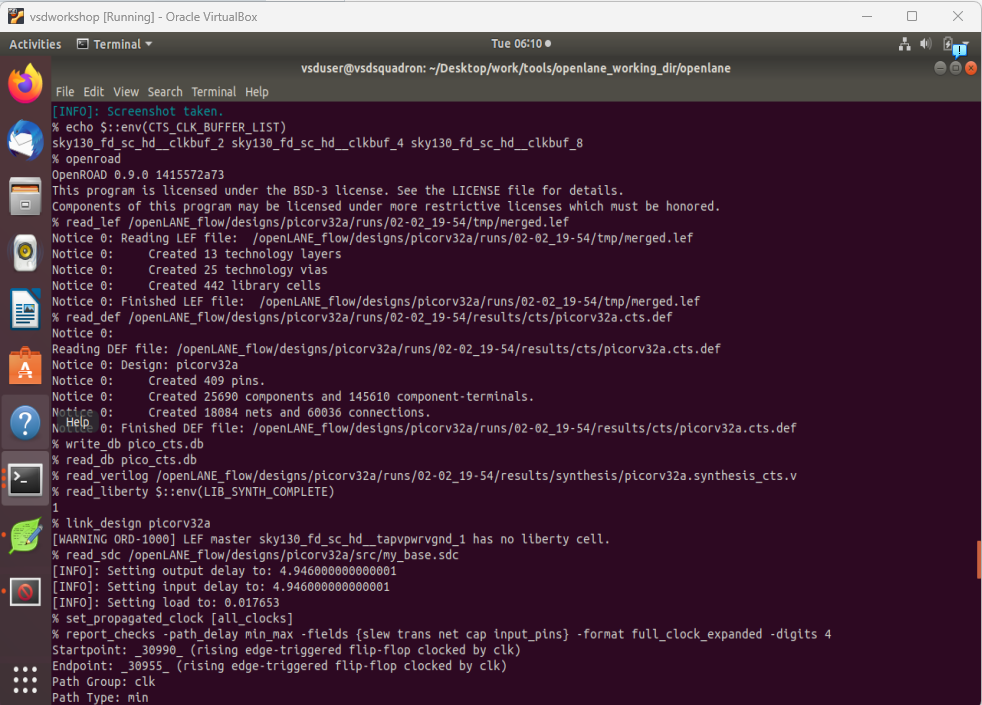 vsdworkshop [Running] - Oracle VirtualBox
Activities Terminal Tue 06:10
vsduser@vsdsquadron: ~/Desktop/work/tools/openlane_working_dir/openlane
File Edit View Search Terminal Help
[INFO]: Screenshot taken.
% echo $::env(CTS_CLK_BUFFER_LIST)
sky130_fd_sc_hd__clkbuf_2 sky130_fd_sc_hd__clkbuf_4 sky130_fd_sc_hd__clkbuf_8
% openroad
OpenROAD 0.9.0 1415572a73
This program is licensed under the BSD-3 license. See the LICENSE file for details.
Components of this program may be licensed under more restrictive licenses which must be honored.
% read_lef /openLANE_flow/designs/picorv32a/runs/02-02_19-54/tmp/merged.lef
Notice 0: Reading LEF file:  /openLANE_flow/designs/picorv32a/runs/02-02_19-54/tmp/merged.lef
Notice 0:     Created 13 technology layers
Notice 0:     Created 25 technology vias
Notice 0:     Created 442 library cells
Notice 0: Finished LEF file:  /openLANE_flow/designs/picorv32a/runs/02-02_19-54/tmp/merged.lef
% read_def /openLANE_flow/designs/picorv32a/runs/02-02_19-54/results/cts/picorv32a.cts.def
Notice 0:
Reading DEF file: /openLANE_flow/designs/picorv32a/runs/02-02_19-54/results/cts/picorv32a.cts.def
Notice 0: Design: picorv32a
Notice 0:     Created 409 pins.
Notice 0:     Created 25690 components and 145610 component-terminals.
Notice 0:     Created 18084 nets and 60036 connections.
Help
Notice 0: Finished DEF file: /openLANE_flow/designs/picorv32a/runs/02-02_19-54/results/cts/picorv32a.cts.def
% write_db pico_cts.db
% read_db pico_cts.db
% read_verilog /openLANE_flow/designs/picorv32a/runs/02-02_19-54/results/synthesis/picorv32a.synthesis_cts.v
% read_liberty $::env(LIB_SYNTH_COMPLETE)
1
% link_design picorv32a
[WARNING ORD-1000] LEF master sky130_fd_sc_hd__tapvpwrvgnd_1 has no liberty cell.
% read_sdc /openLANE_flow/designs/picorv32a/src/my_base.sdc
[INFO]: Setting output delay to: 4.946000000000001
[INFO]: Setting input delay to: 4.946000000000001
[INFO]: Setting load to: 0.017653
% set_propagated_clock [all_clocks]
% report_checks -path_delay min_max -fields {slew trans net cap input_pins} -format full_clock_expanded -digits 4
Startpoint: _30990_ (rising edge-triggered flip-flop clocked by clk)
Endpoint: _30955_ (rising edge-triggered flip-flop clocked by clk)
Path Group: clk
Path Type: min